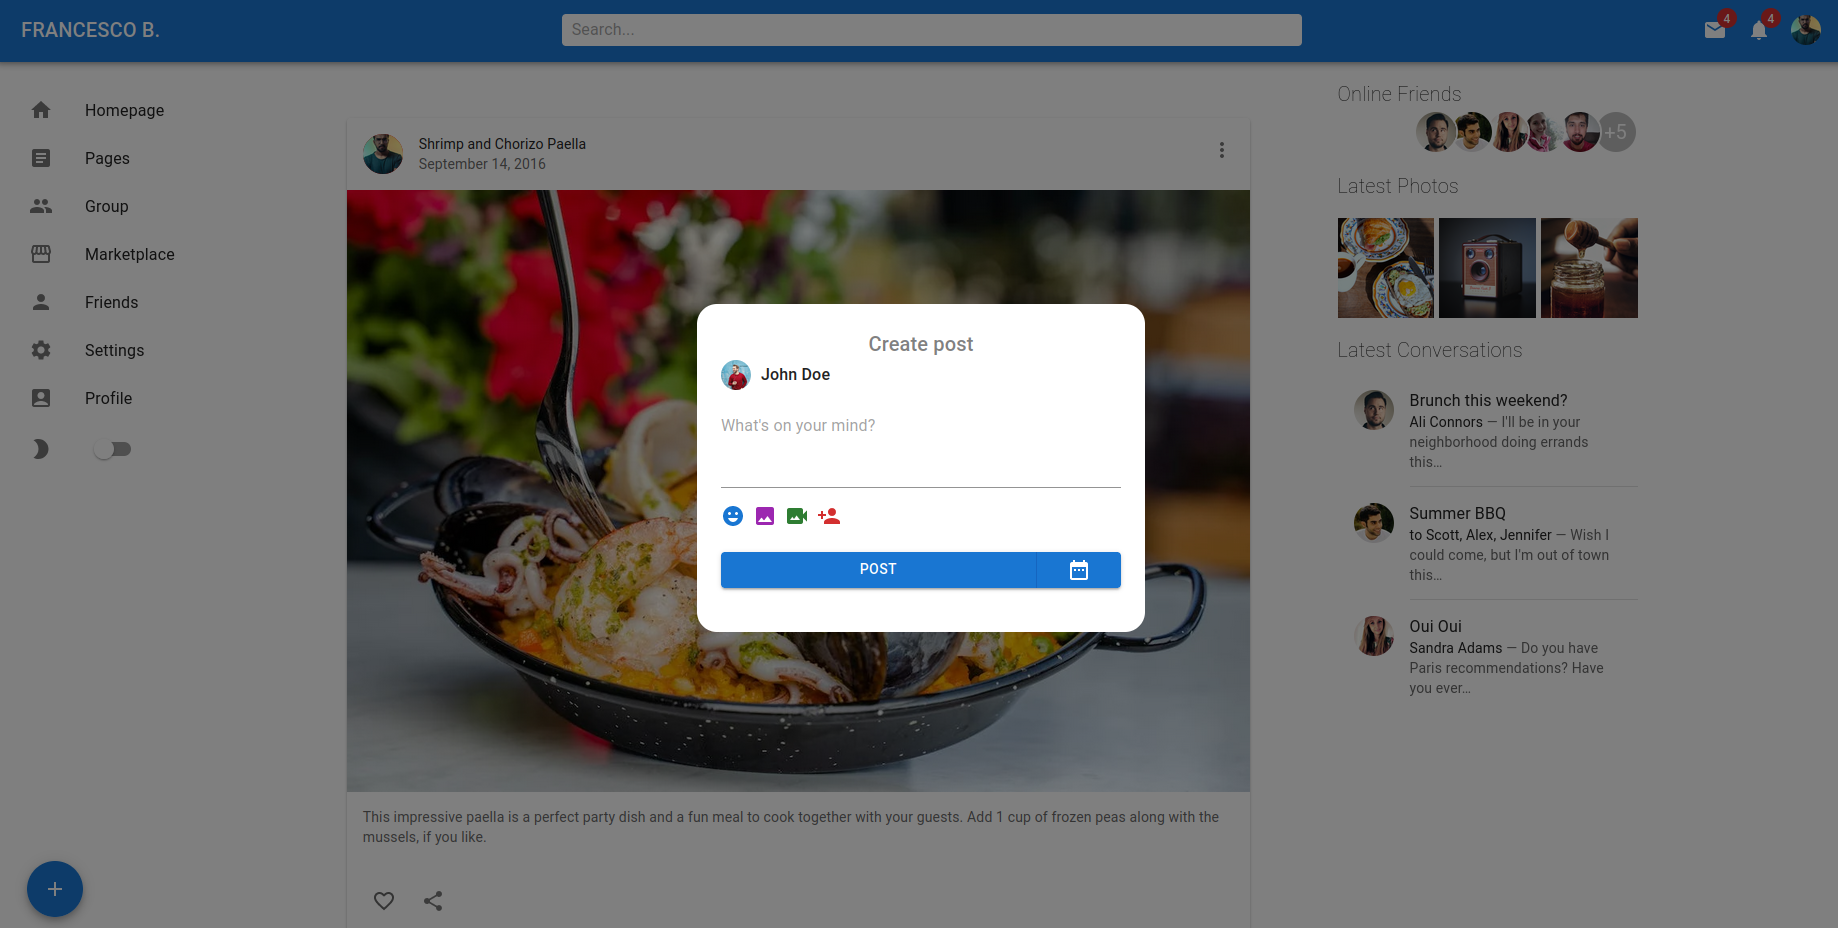 FRANCESCO B.
Search...
4
4
Homepage
Pages
Group
Marketplace
Friends
Settings
Profile
Shrimp and Chorizo Paella
September 14, 2016
Create post
John Doe
What's on your mind?
POST
This impressive paella is a perfect party dish and a fun meal to cook together with your guests. Add 1 cup of frozen peas along with the
mussels, if you like.
Online Friends
+5
Latest Photos
Latest Conversations
Brunch this weekend?
Ali Connors — I'll be in your
neighborhood doing errands
this…
Summer BBQ
to Scott, Alex, Jennifer — Wish I
could come, but I'm out of town
this…
Oui Oui
Sandra Adams — Do you have
Paris recommendations? Have
you ever…